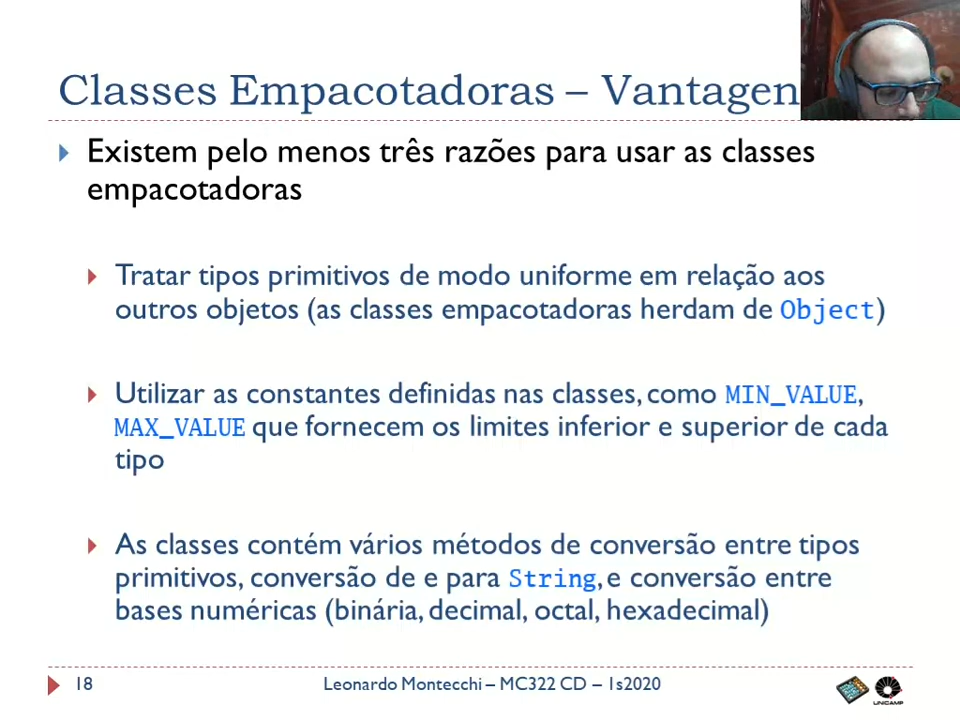 Classes Empacotadoras – Vantagen
Existem pelo menos três razões para usar as classes
empacotadoras
Tratar tipos primitivos de modo uniforme em relação aos
outros objetos (as classes empacotadoras herdam de Object)
Utilizar as constantes definidas nas classes, como MIN_VALUE,
MAX_VALUE que fornecem os limites inferior e superior de cada
tipo
As classes contém vários métodos de conversão entre tipos
primitivos, conversão de e para String, e conversão entre
bases numéricas (binária, decimal, octal, hexadecimal)
18
Leonardo Montecchi – MC322 CD – 1s2020
UNICAMP